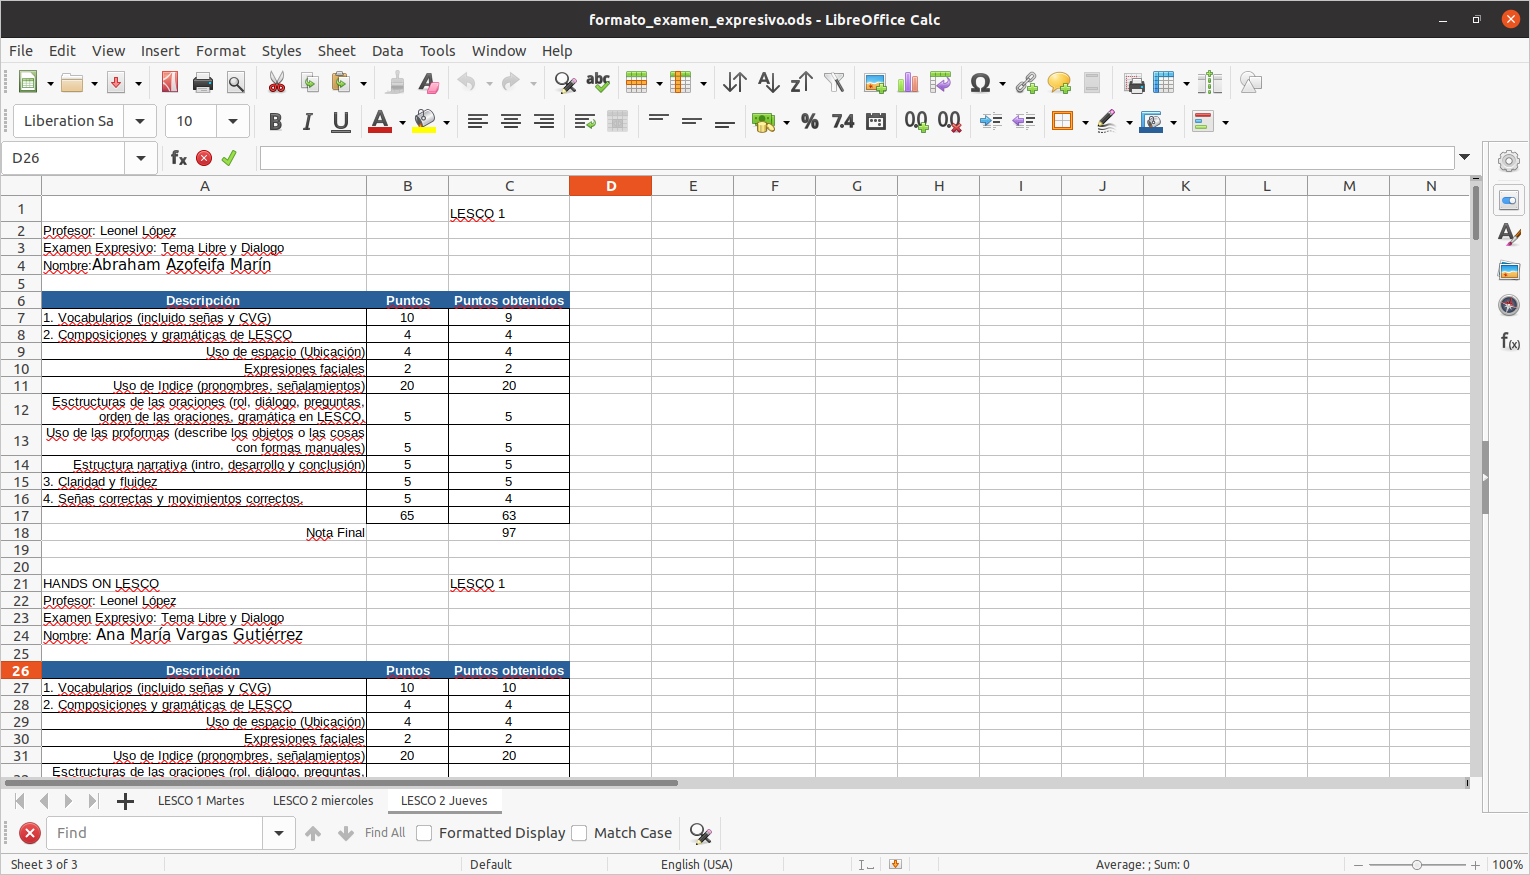 formato_examen_expresivo.ods - LibreOffice Calc
File Edit View Insert Format Styles Sheet Data Tools Window Help
Liberation Sa 10
D26
A B C D E F G H I J K L M N
1 LESCO 1
2 Profesor: Leonel López
3 Examen Expresivo: Tema Libre y Dialogo
4 Nombre:Abraham Azofeifa Marín
5
6 Descripción Puntos Puntos obtenidos
7 1. Vocabularios (incluido señas y CVG) 10 9
8 2. Composiciones y gramáticas de LESCO 4 4
9 Uso de espacio (Ubicación) 4 4
10 Expresiones faciales 2 2
11 Uso de Indice (pronombres, señalamientos) 20 20
Esctructuras de las oraciones (rol, diálogo, preguntas,
12 orden de las oraciones, gramática en LESCO, 5 5
Uso de las proformas (describe los objetos o las cosas
13 con formas manuales) 5 5
14 Estructura narrativa (intro, desarrollo y conclusión) 5 5
15 3. Claridad y fluidez 5 5
16 4. Señas correctas y movimientos correctos. 5 4
17 65 63
18 Nota Final 97
19
20
21 HANDS ON LESCO LESCO 1
22 Profesor: Leonel López
23 Examen Expresivo: Tema Libre y Dialogo
24 Nombre: Ana María Vargas Gutiérrez
25
26 Descripción Puntos Puntos obtenidos
27 1. Vocabularios (incluido señas y CVG) 10 10
28 2. Composiciones y gramáticas de LESCO 4 4
29 Uso de espacio (Ubicación) 4 4
30 Expresiones faciales 2 2
31 Uso de Indice (pronombres, señalamientos) 20 20
Esctructuras de las oraciones (rol, diálogo, preguntas,
LESCO 1 Martes LESCO 2 miercoles LESCO 2 Jueves
Find Find All Formatted Display Match Case
Sheet 3 of 3 Default English (USA) Average: ; Sum: 0 100%